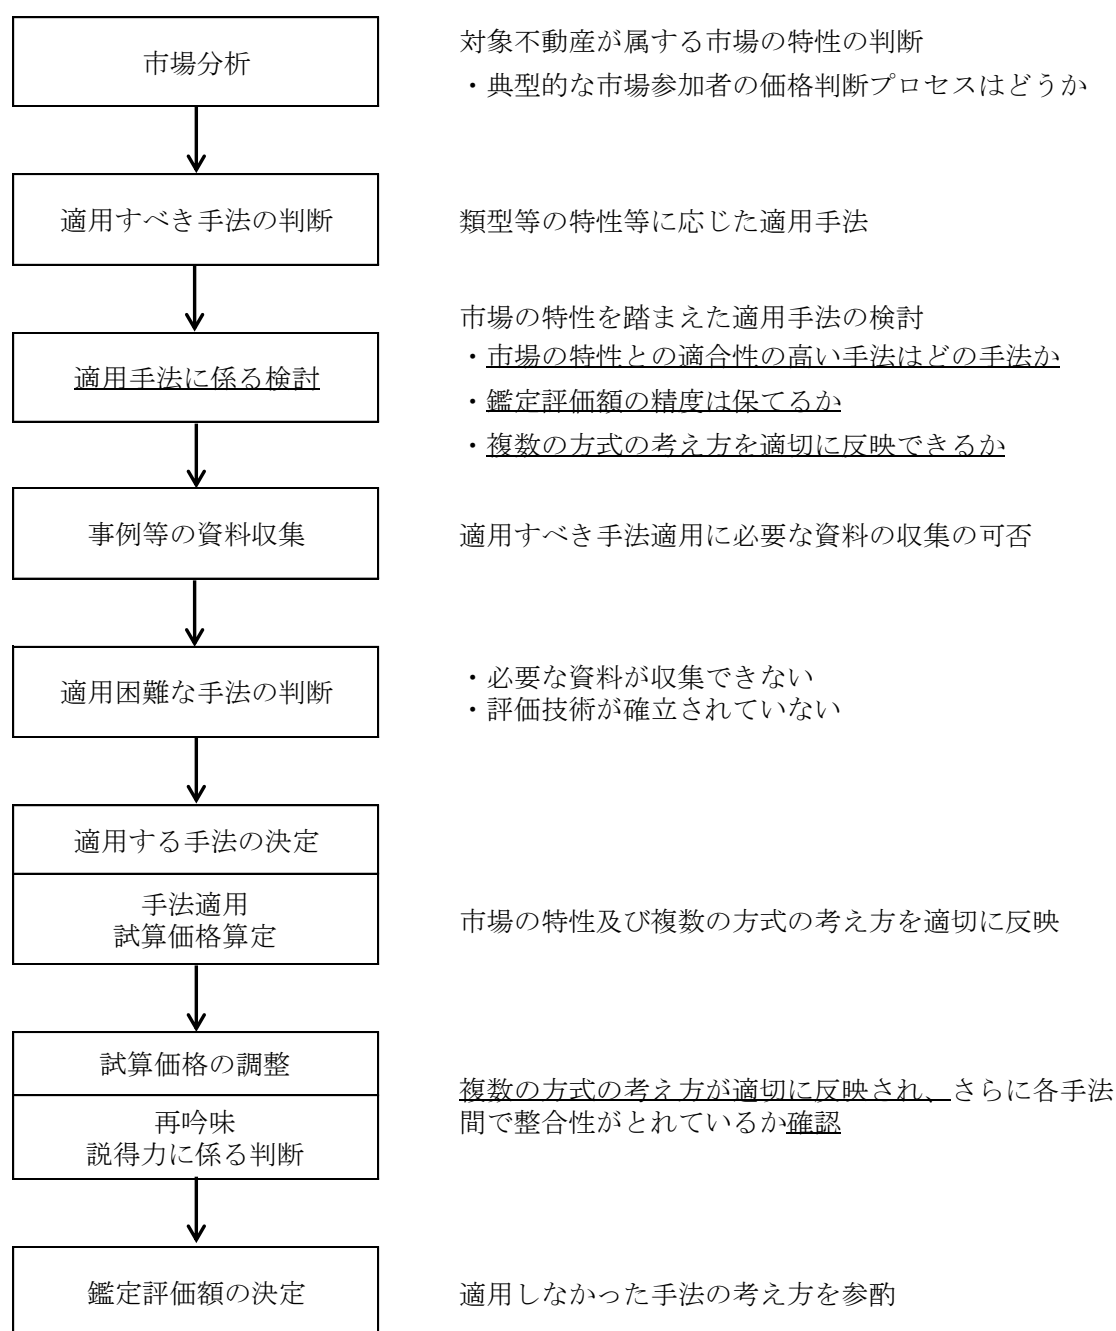 市場分析
対象不動産が属する市場の特性の判断
・典型的な市場参加者の価格判断プロセスはどうか
適用すべき手法の判断
類型等の特性等に応じた適用手法
適用手法に係る検討
市場の特性を踏まえた適用手法の検討
・市場の特性との適合性の高い手法はどの手法か
・鑑定評価額の精度は保てるか
・複数の方式の考え方を適切に反映できるか
事例等の資料収集
適用すべき手法適用に必要な資料の収集の可否
適用困難な手法の判断
・必要な資料が収集できない
・評価技術が確立されていない
適用する手法の決定
手法適用
試算価格算定
市場の特性及び複数の方式の考え方を適切に反映
試算価格の調整
再吟味
説得力に係る判断
複数の方式の考え方が適切に反映され、さらに各手法
間で整合性がとれているか確認
鑑定評価額の決定
適用しなかった手法の考え方を参酌